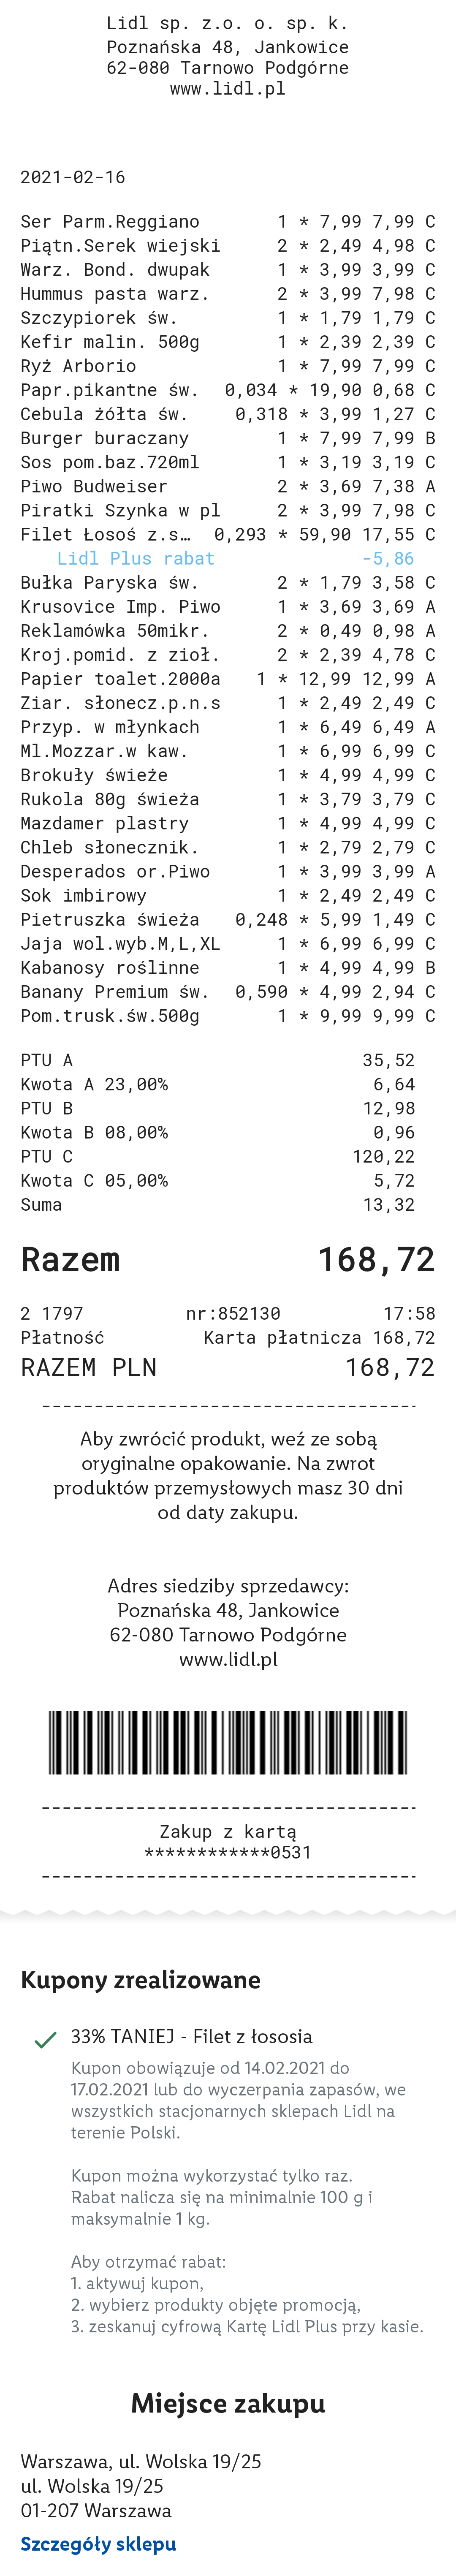 Lidl sp. z.o. o. sp. k.
Poznańska 48, Jankowice
62-080 Tarnowo Podgórne
www.lidl.pl
2021-02-16
Ser Parm.Reggiano 1 * 7,99 7,99 C
Piątn.Serek wiejski 2 * 2,49 4,98 C
Warz. Bond. dwupak 1 * 3,99 3,99 C
Hummus pasta warz. 2 * 3,99 7,98 C
Szczypiorek św. 1 * 1,79 1,79 C
Kefir malin. 500g 1 * 2,39 2,39 C
Ryż Arborio 1 * 7,99 7,99 C
Papr.pikantne św. 0,034 * 19,90 0,68 C
Cebula żółta św. 0,318 * 3,99 1,27 C
Burger buraczany 1 * 7,99 7,99 B
Sos pom.baz.720ml 1 * 3,19 3,19 C
Piwo Budweiser 2 * 3,69 7,38 A
Piratki Szynka w pl 2 * 3,99 7,98 C
Filet Łosoś z.s… 0,293 * 59,90 17,55 C
Lidl Plus rabat -5,86
Bułka Paryska św. 2 * 1,79 3,58 C
Krusovice Imp. Piwo 1 * 3,69 3,69 A
Reklamówka 50mikr. 2 * 0,49 0,98 A
Kroj.pomid. z zioł. 2 * 2,39 4,78 C
Papier toalet.2000a 1 * 12,99 12,99 A
Ziar. słonecz.p.n.s 1 * 2,49 2,49 C
Przyp. w młynkach 1 * 6,49 6,49 A
Ml.Mozzar.w kaw. 1 * 6,99 6,99 C
Brokuły świeże 1 * 4,99 4,99 C
Rukola 80g świeża 1 * 3,79 3,79 C
Mazdamer plastry 1 * 4,99 4,99 C
Chleb słonecznik. 1 * 2,79 2,79 C
Desperados or.Piwo 1 * 3,99 3,99 A
Sok imbirowy 1 * 2,49 2,49 C
Pietruszka świeża 0,248 * 5,99 1,49 C
Jaja wol.wyb.M,L,XL 1 * 6,99 6,99 C
Kabanosy roślinne 1 * 4,99 4,99 B
Banany Premium św. 0,590 * 4,99 2,94 C
Pom.trusk.św.500g 1 * 9,99 9,99 C
PTU A 35,52
Kwota A 23,00% 6,64
PTU B 12,98
Kwota B 08,00% 0,96
PTU C 120,22
Kwota C 05,00% 5,72
Suma 13,32
Razem 168,72
2 1797 nr:852130 17:58
Płatność Karta płatnicza 168,72
RAZEM PLN 168,72
------------------------------------
Aby zwrócić produkt, weź ze sobą
oryginalne opakowanie. Na zwrot
produktów przemysłowych masz 30 dni
od daty zakupu.
Adres siedziby sprzedawcy:
Poznańska 48, Jankowice
62-080 Tarnowo Podgórne
www.lidl.pl
------------------------------------
Zakup z kartą
************0531
------------------------------------
Kupony zrealizowane
33% TANIEJ - Filet z łososia
Kupon obowiązuje od 14.02.2021 do
17.02.2021 lub do wyczerpania zapasów, we
wszystkich stacjonarnych sklepach Lidl na
terenie Polski.
Kupon można wykorzystać tylko raz.
Rabat nalicza się na minimalnie 100 g i
maksymalnie 1 kg.
Aby otrzymać rabat:
1. aktywuj kupon,
2. wybierz produkty objęte promocją,
3. zeskanuj cyfrową Kartę Lidl Plus przy kasie.
Miejsce zakupu
Warszawa, ul. Wolska 19/25
ul. Wolska 19/25
01-207 Warszawa
Szczegóły sklepu